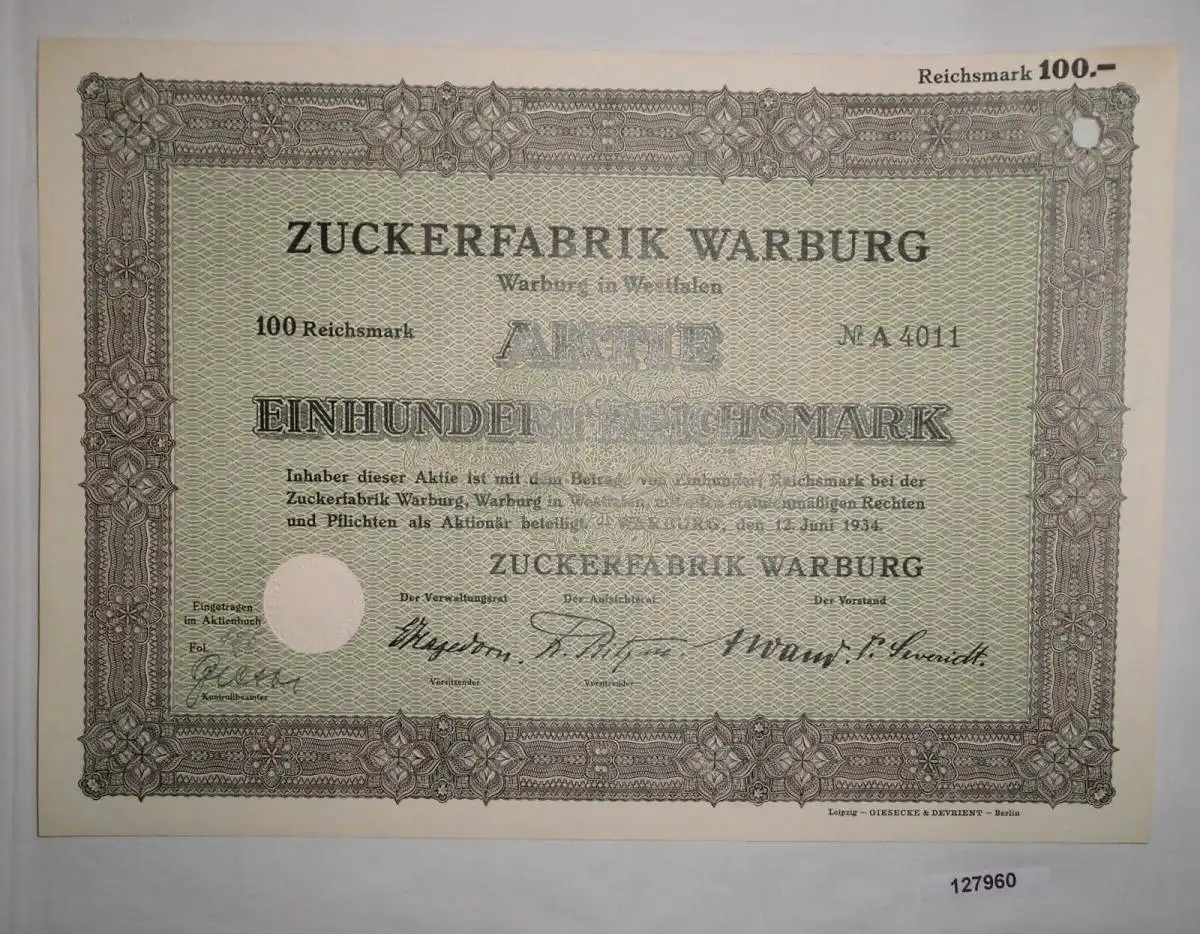 Reichsmark 100.—
ZUCKERFABRIK WARBURG
Warburg in Westfalen
100 Reichsmark
AKTIE
№ A 4011
EINHUNDERT REICHSMARK
Inhaber dieser Aktie ist mit dem Betrage von Einhundert Reichsmark bei der
Zuckerfabrik Warburg, Warburg in Westfalen, mit allen statutenmäßigen Rechten
und Pflichten als Aktionär beteiligt. WARBURG, den 12. Juni 1934.
ZUCKERFABRIK WARBURG
Der Verwaltungsrat Der Aufsichtsrat Der Vorstand
Eingetragen
im Aktienbuch
Fol.
Hagedorn.
Vorsitzender Vorsitzender
Kontrollbeamter
Leipzig — GIESECKE & DEVRIENT — Berlin
127960